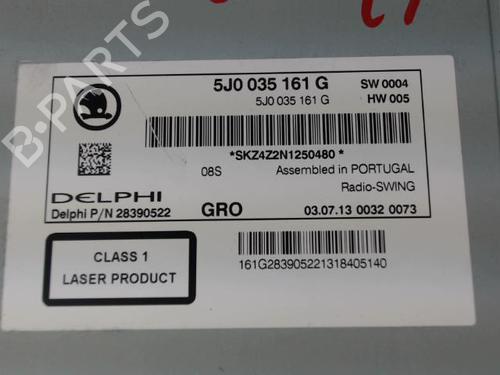 5J0 035 161 G SW 0004
5J0 035 161 G HW 005
*SKZ4Z2N1250480*
08S Assembled in PORTUGAL
Radio-SWING
DELPHI
Delphi P/N 28390522 GRO 03.07.13 0032 0073
CLASS 1
LASER PRODUCT
161G283905221318405140
B-PARTS